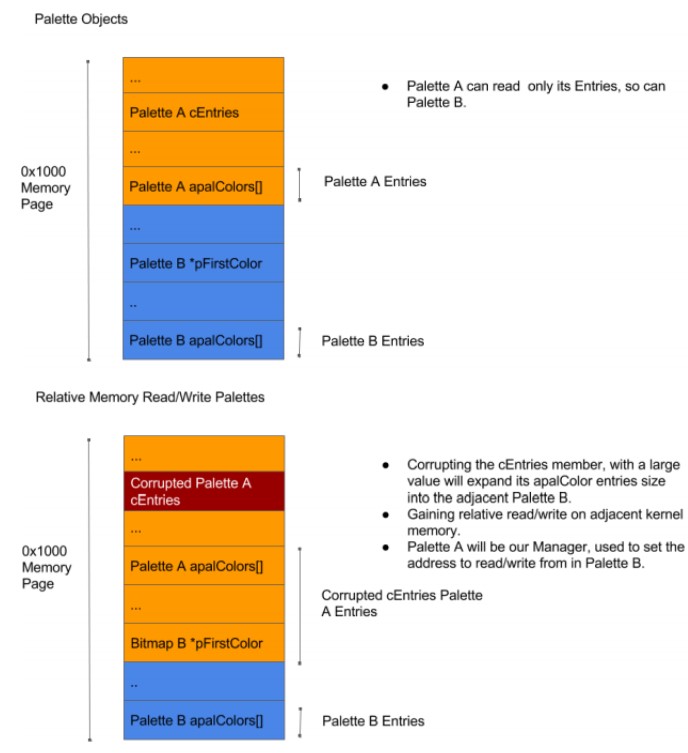 Palette Objects
...
Palette A cEntries
...
Palette A apalColors[]
...
Palette B *pFirstColor
..
Palette B apalColors[]
0x1000
Memory
Page
● Palette A can read only its Entries, so can
Palette B.
Palette A Entries
Palette B Entries
Relative Memory Read/Write Palettes
...
Corrupted Palette A
cEntries
...
Palette A apalColors[]
...
Bitmap B *pFirstColor
..
Palette B apalColors[]
0x1000
Memory
Page
● Corrupting the cEntries member, with a large
value will expand its apalColor entries size
into the adjacent Palette B.
● Gaining relative read/write on adjacent kernel
memory.
● Palette A will be our Manager, used to set the
address to read/write from in Palette B.
Corrupted cEntries Palette
A Entries
Palette B Entries